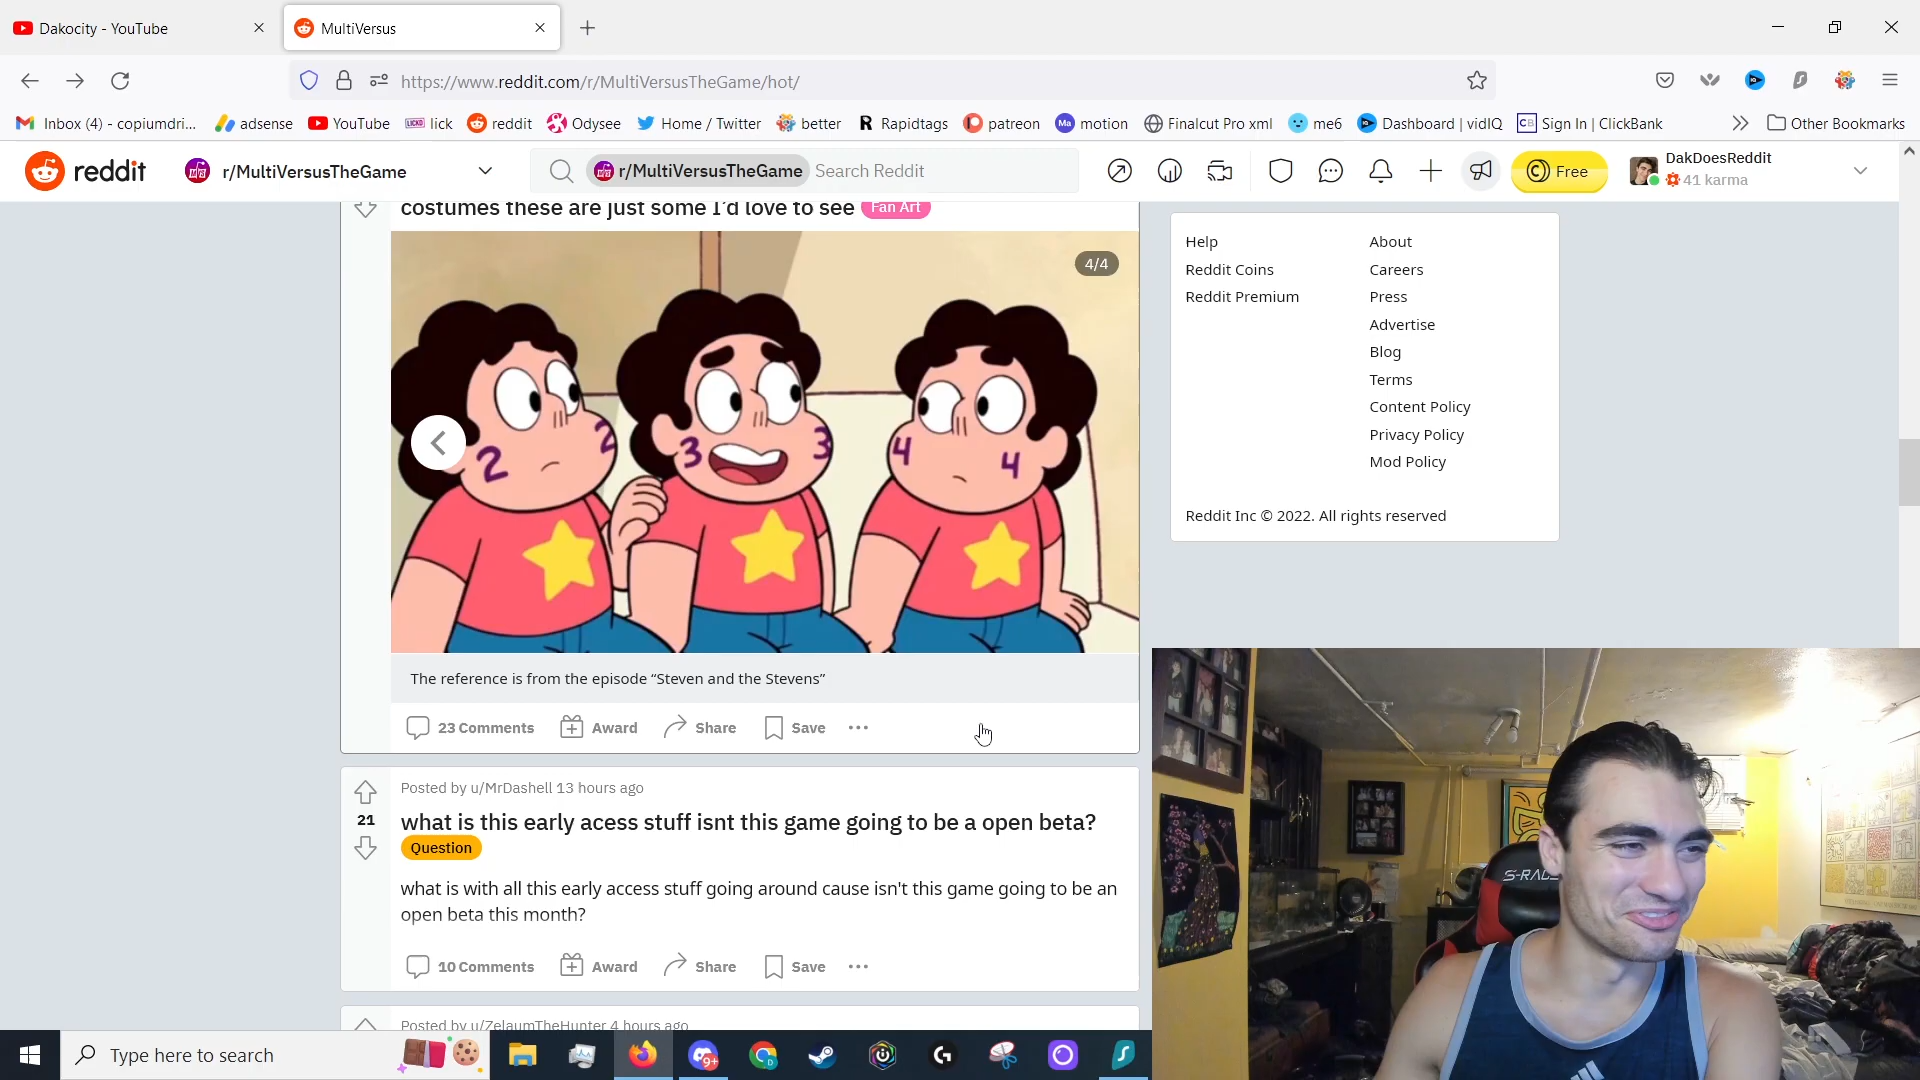 Dakocity - YouTube
MultiVersus
https://www.reddit.com/r/MultiVersusTheGame/hot/
Inbox (4) - copiumdri...
adsense
YouTube
lick
reddit
Odysee
Home / Twitter
better
R Rapidtags
patreon
Ma motion
Finalcut Pro xml
me6
Dashboard | vidIQ
CB Sign In | ClickBank
Other Bookmarks
reddit
r/MultiVersusTheGame
r/MultiVersusTheGame Search Reddit
Free
DakDoesReddit
41 karma
costumes these are just some I'd love to see Fan Art
4/4
2 2 3 3 4 4
The reference is from the episode “Steven and the Stevens”
23 Comments Award Share Save
Posted by u/MrDashell 13 hours ago
21
what is this early acess stuff isnt this game going to be a open beta?
Question
what is with all this early access stuff going around cause isn't this game going to be an
open beta this month?
10 Comments Award Share Save
Posted by u/ZelaumTheHunter 4 hours ago
Help
About
Reddit Coins
Careers
Reddit Premium
Press
Advertise
Blog
Terms
Content Policy
Privacy Policy
Mod Policy
Reddit Inc © 2022. All rights reserved
Type here to search
9+